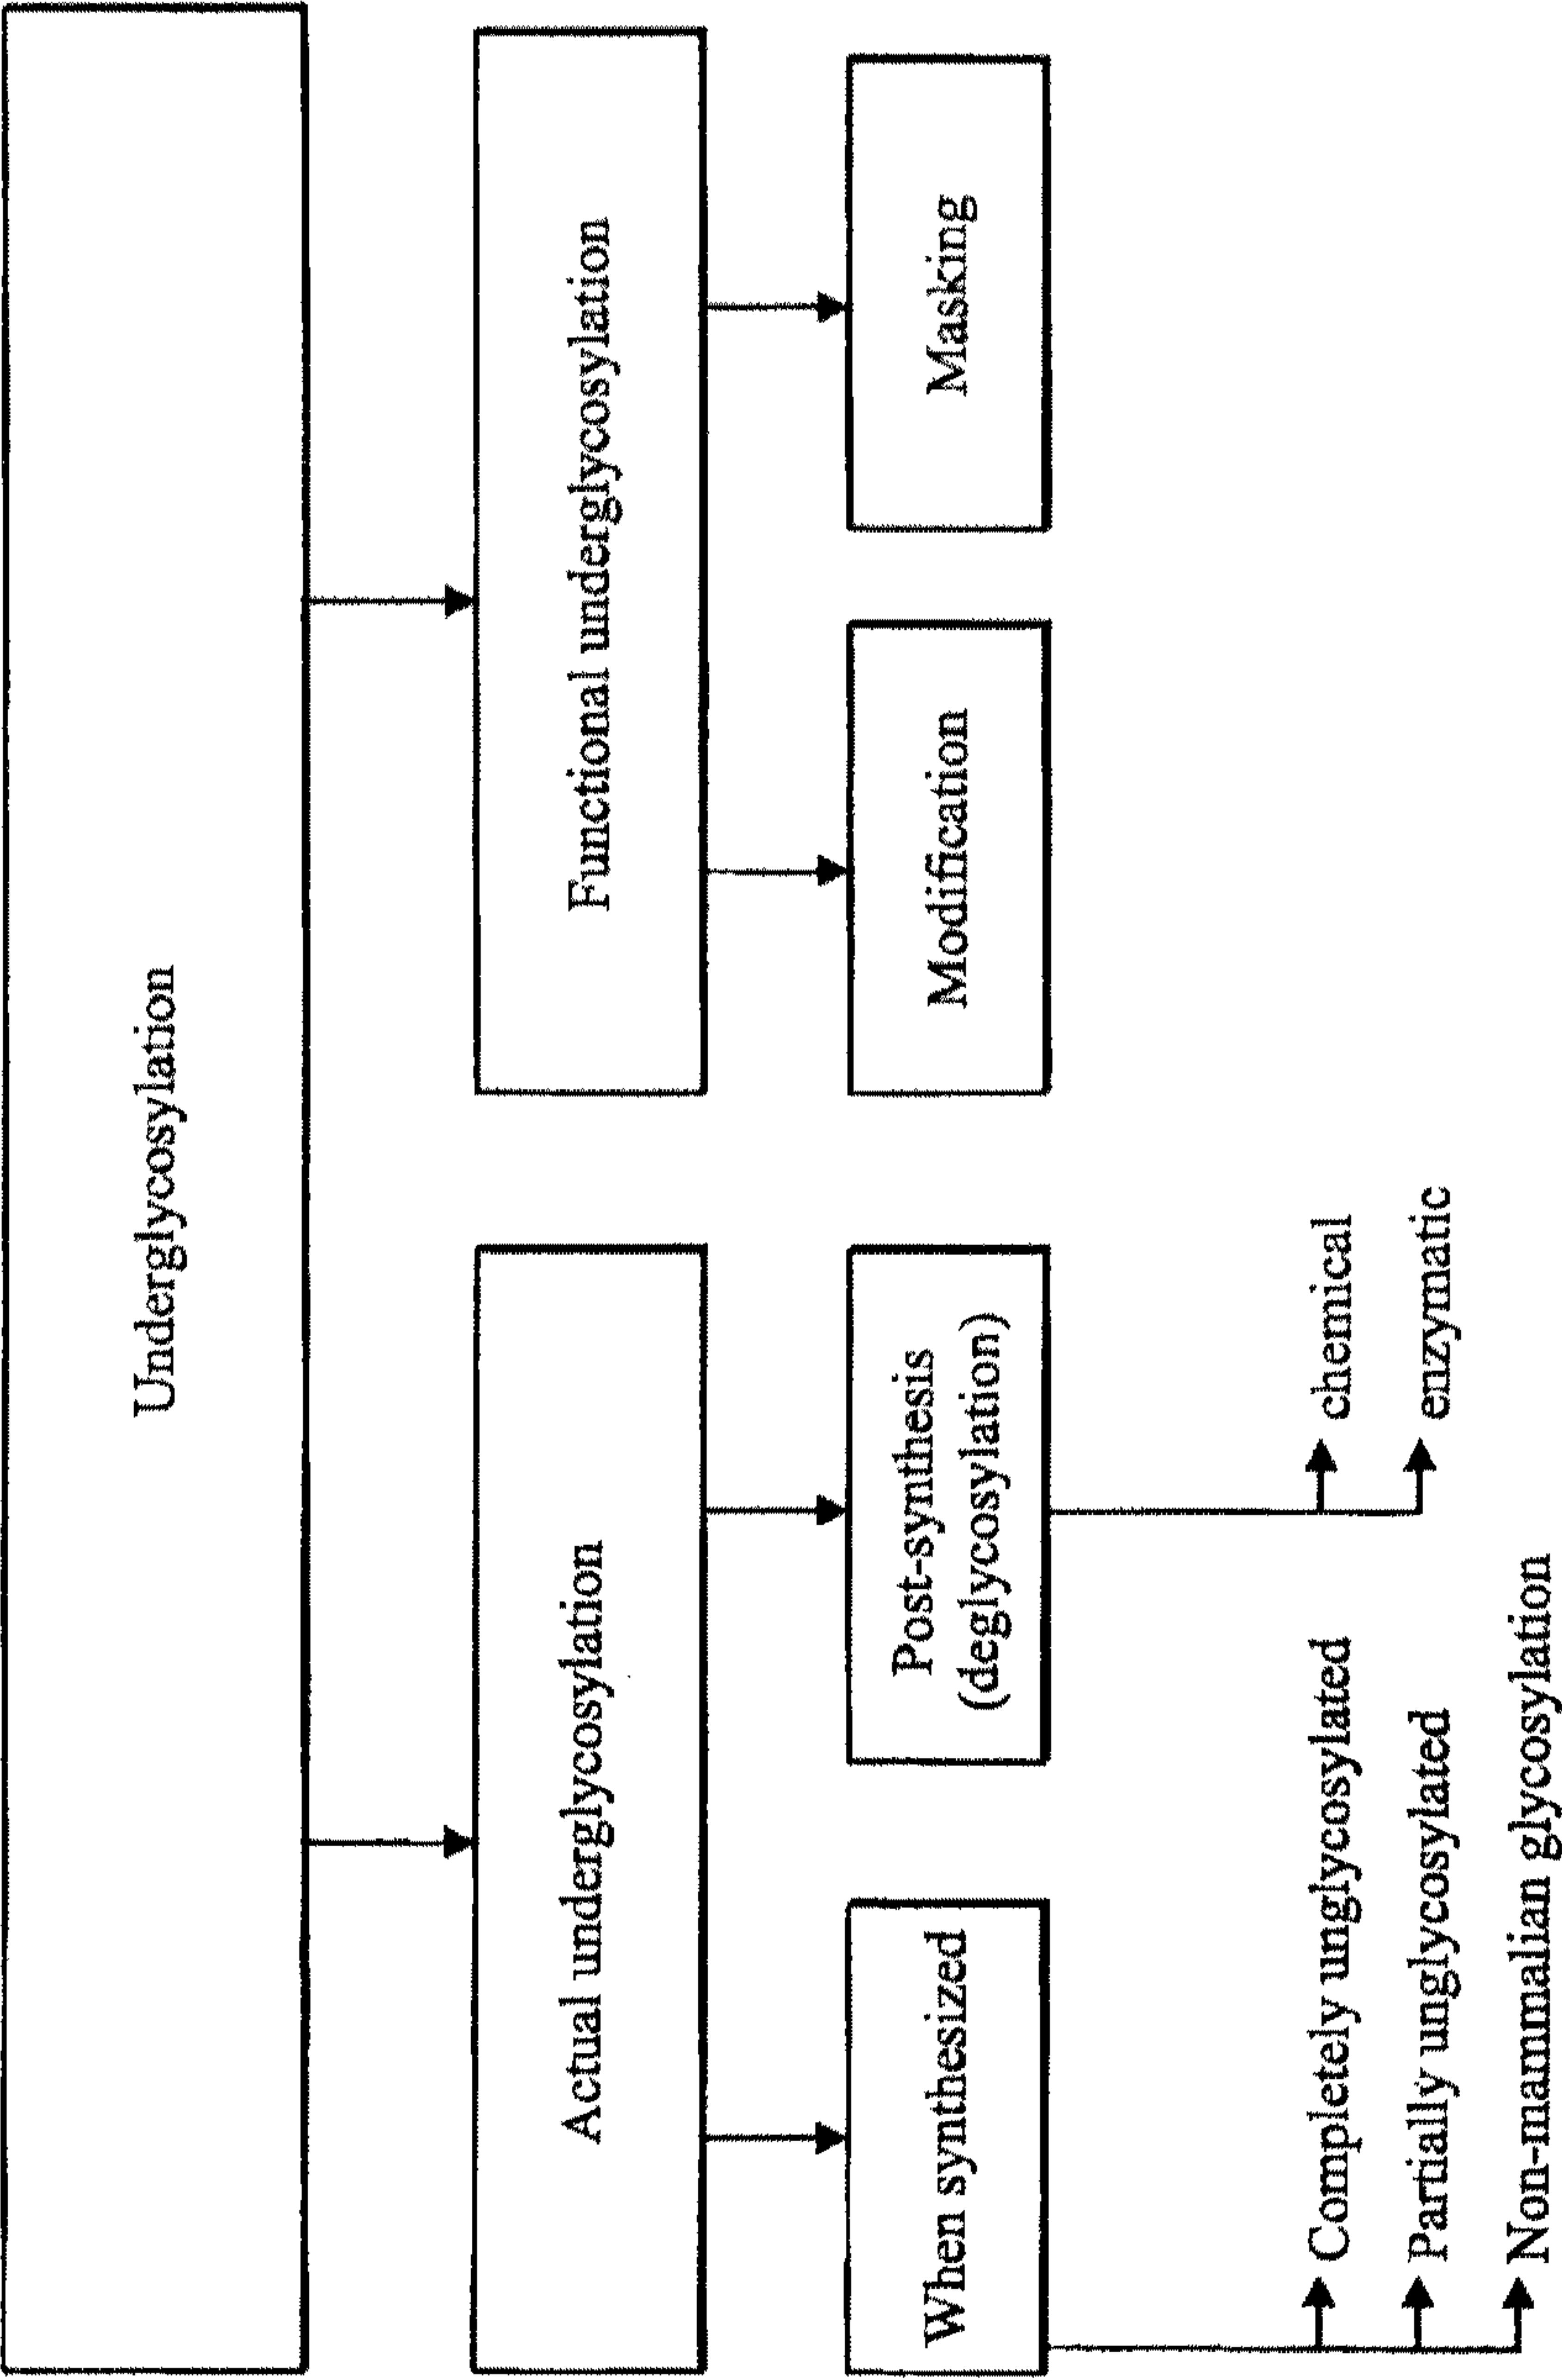 Underglycosylation
Actual underglycosylation
Functional underglycosylation
When synthesized
Post-synthesis
(deglycosylation)
Modification
Masking
Completely unglycosylated
Partially unglycosylated
Non-mammalian glycosylation
chemical
enzymatic